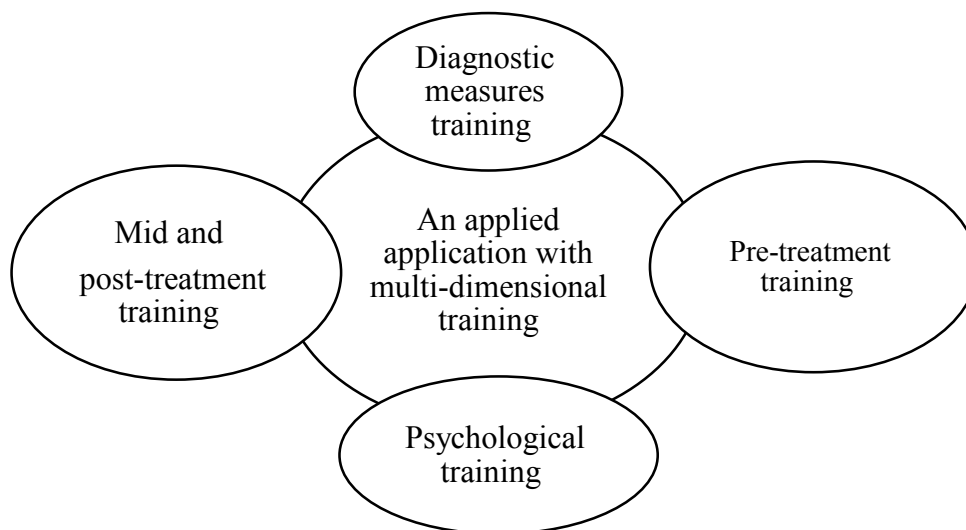 Diagnostic
measures
training
Mid and
post-treatment
training
An applied
application with
multi-dimensional
training
Pre-treatment
training
Psychological
training